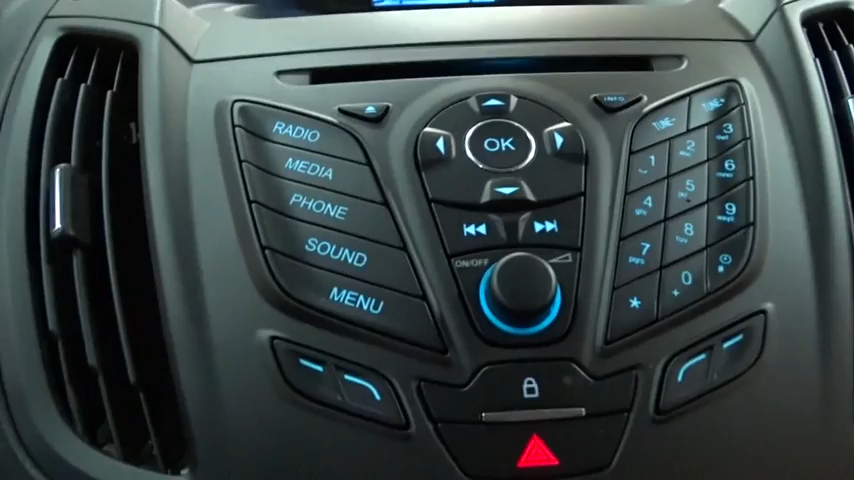 INFO
RADIO
MEDIA
PHONE
SOUND
MENU
OK
ON/OFF
TUNE- TUNE+
1 2 3
4 5 6
7 8 9
* 0 +